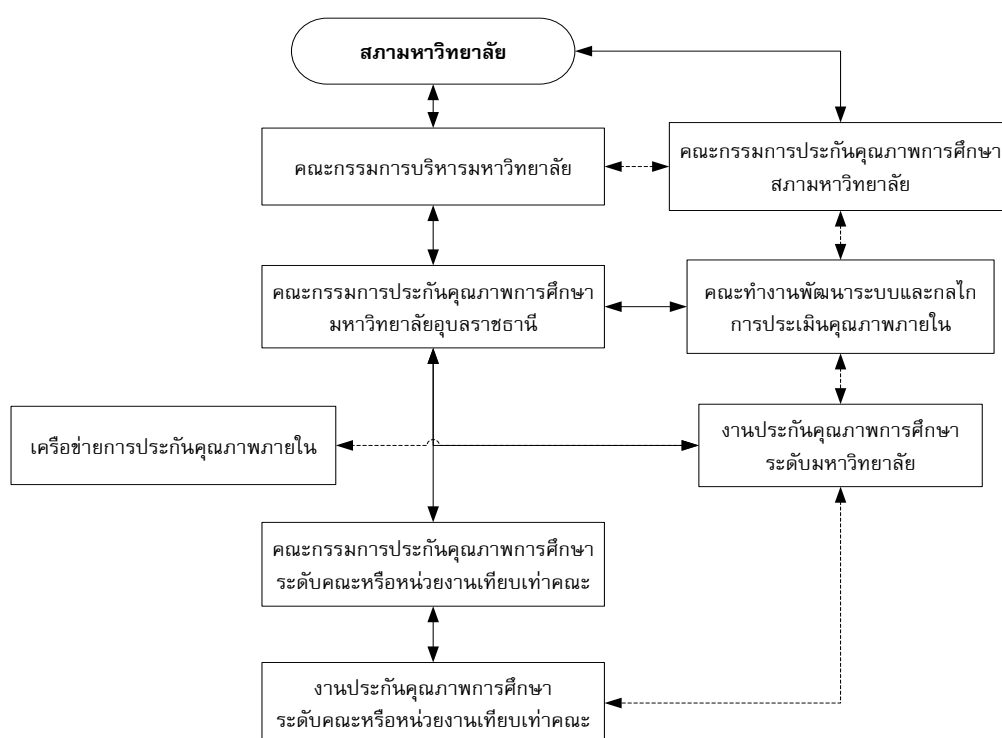 สภามหาวิทยาลัย
คณะกรรมการบริหารมหาวิทยาลัย
คณะกรรมการประกันคุณภาพการศึกษา
สภามหาวิทยาลัย
คณะกรรมการประกันคุณภาพการศึกษา
มหาวิทยาลัยอุบลราชธานี
คณะทำงานพัฒนาระบบและกลไก
การประเมินคุณภาพภายใน
เครือข่ายการประกันคุณภาพภายใน
งานประกันคุณภาพการศึกษา
ระดับมหาวิทยาลัย
คณะกรรมการประกันคุณภาพการศึกษา
ระดับคณะหรือหน่วยงานเทียบเท่าคณะ
งานประกันคุณภาพการศึกษา
ระดับคณะหรือหน่วยงานเทียบเท่าคณะ